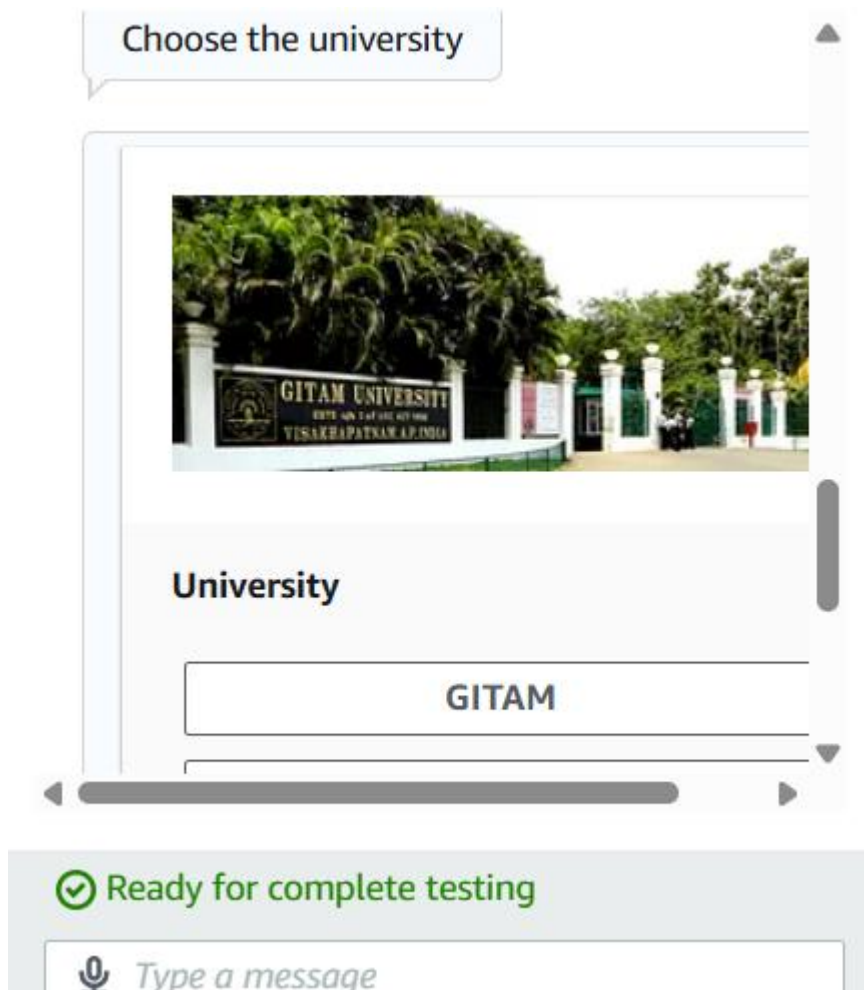 Choose the university
GITAM UNIVERSITY
VISAKHAPATNAM. A.P. INDIA
University
GITAM
Ready for complete testing
Type a message